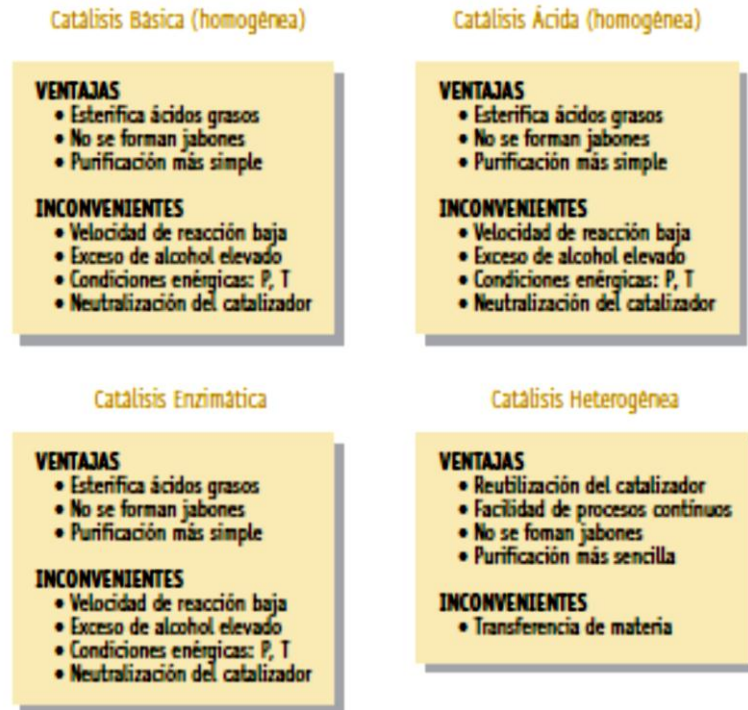 Catálisis Básica (homogénea)
VENTAJAS
• Esterifica ácidos grasos
• No se forman jabones
• Purificación más simple
INCONVENIENTES
• Velocidad de reacción baja
• Exceso de alcohol elevado
• Condiciones enérgicas: P, T
• Neutralización del catalizador
Catálisis Ácida (homogénea)
VENTAJAS
• Esterifica ácidos grasos
• No se forman jabones
• Purificación más simple
INCONVENIENTES
• Velocidad de reacción baja
• Exceso de alcohol elevado
• Condiciones enérgicas: P, T
• Neutralización del catalizador
Catálisis Enzimática
VENTAJAS
• Esterifica ácidos grasos
• No se forman jabones
• Purificación más simple
INCONVENIENTES
• Velocidad de reacción baja
• Exceso de alcohol elevado
• Condiciones enérgicas: P, T
• Neutralización del catalizador
Catálisis Heterogénea
VENTAJAS
• Reutilización del catalizador
• Facilidad de procesos contínuos
• No se foman jabones
• Purificación más sencilla
INCONVENIENTES
• Transferencia de materia